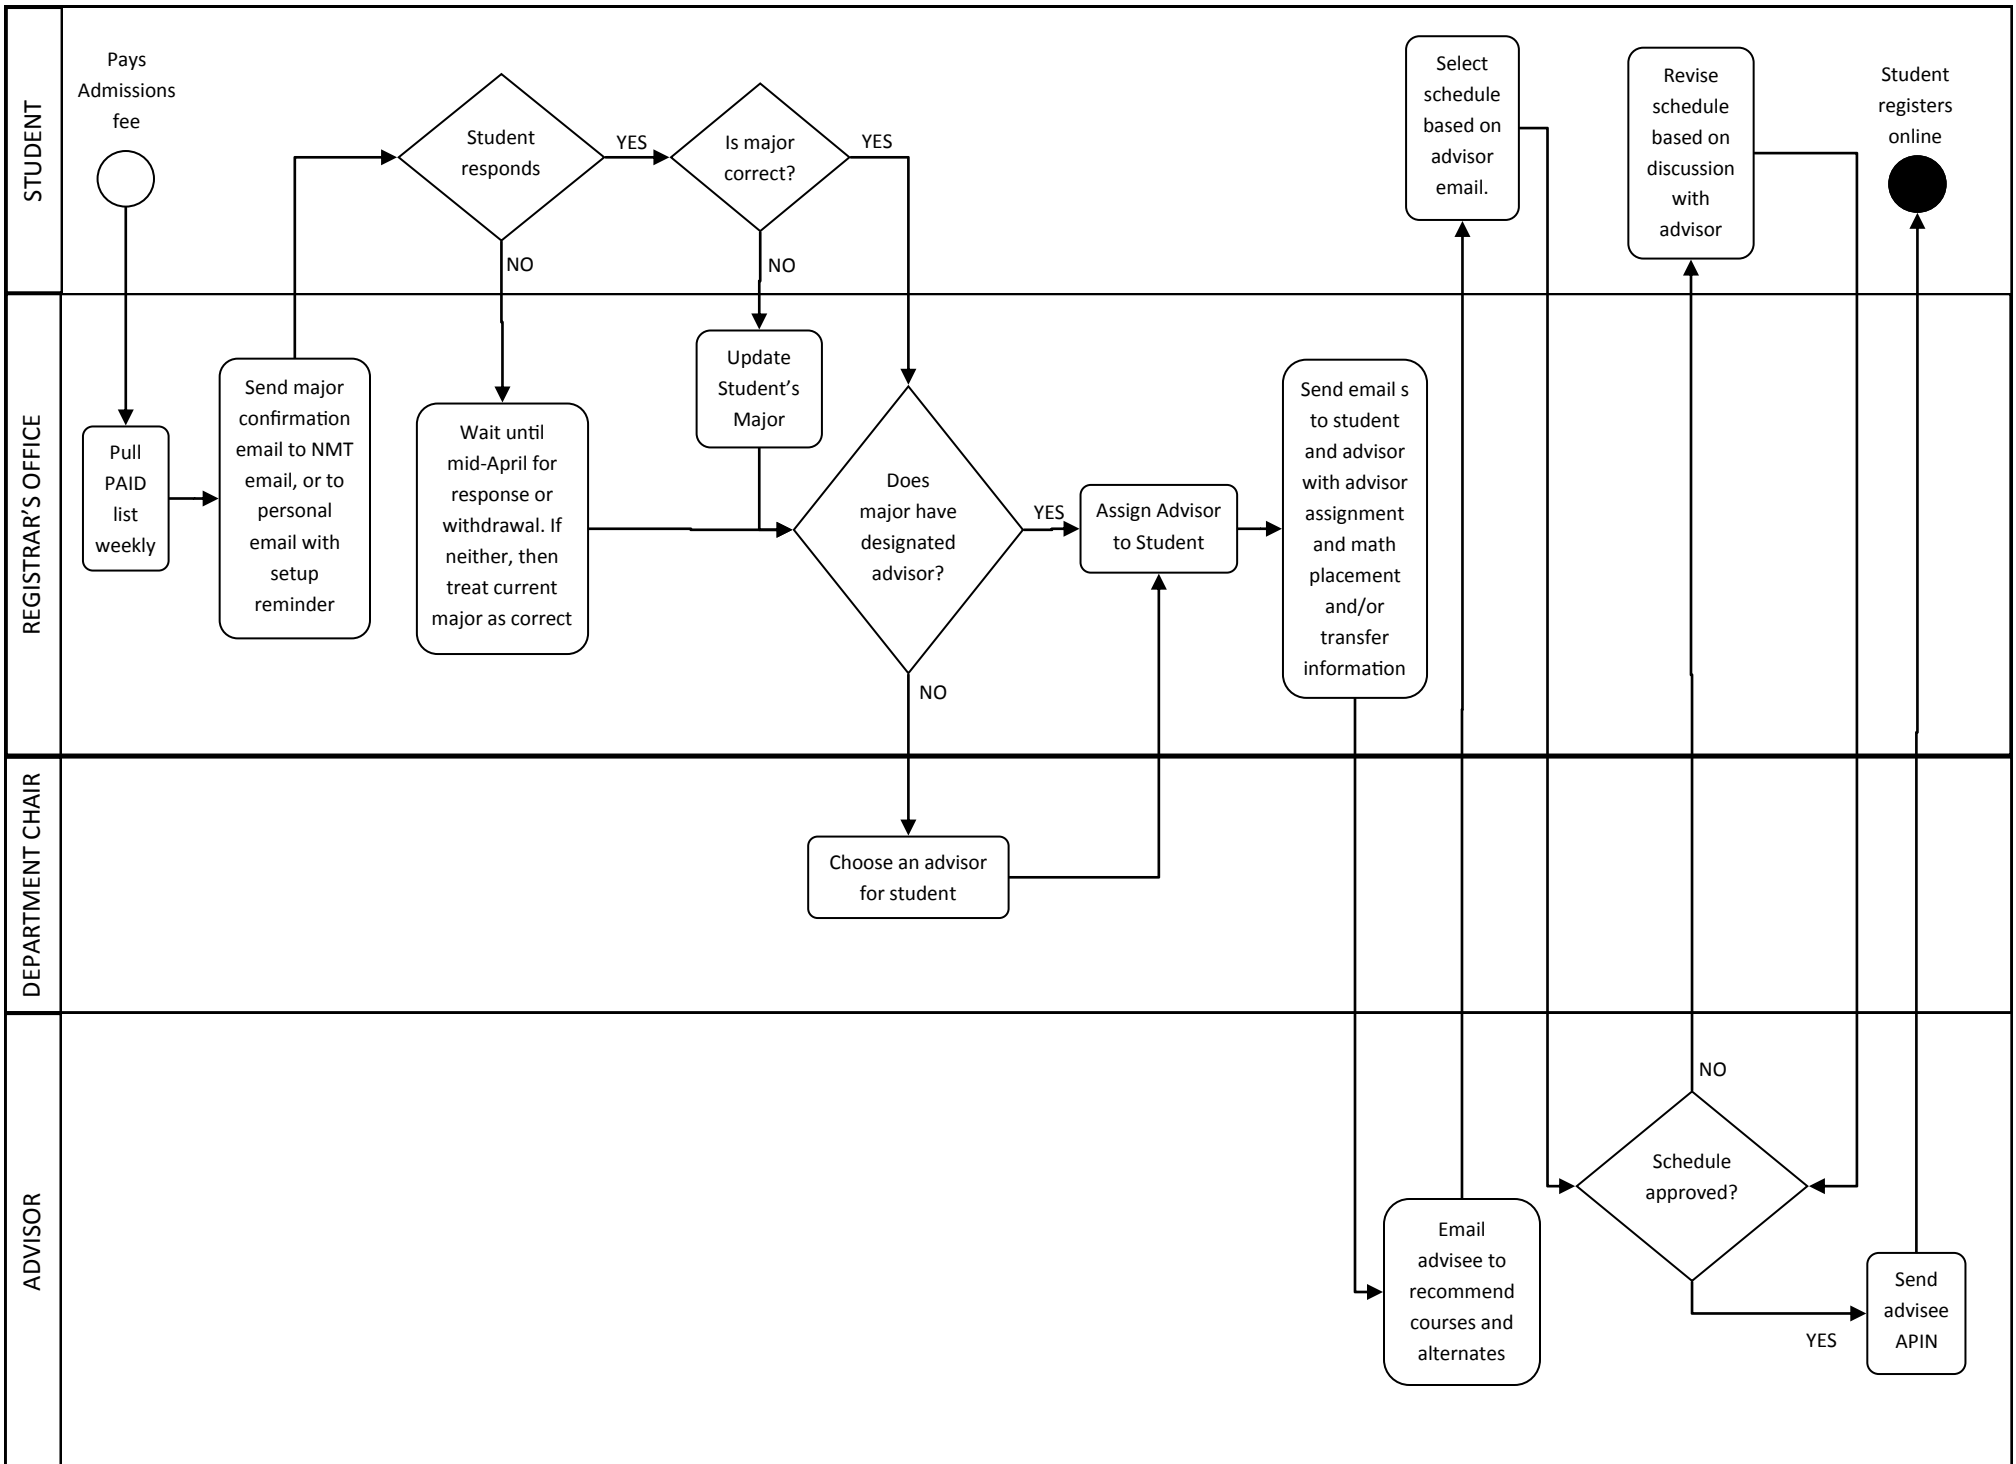 STUDENT
Pays
Admissions
fee
Student
responds
YES
NO
Is major
correct?
YES
NO
Select
schedule
based on
advisor
email.
Revise
schedule
based on
discussion
with
advisor
Student
registers
online
REGISTRAR'S OFFICE
Pull
PAID
list
weekly
Send major
confirmation
email to NMT
email, or to
personal
email with
setup
reminder
Wait until
mid-April for
response or
withdrawal. If
neither, then
treat current
major as correct
Update
Student's
Major
Does
major have
designated
advisor?
YES
NO
Assign Advisor
to Student
Send email s
to student
and advisor
with advisor
assignment
and math
placement
and/or
transfer
information
DEPARTMENT CHAIR
Choose an advisor
for student
ADVISOR
Email
advisee to
recommend
courses and
alternates
NO
Schedule
approved?
YES
Send
advisee
APIN